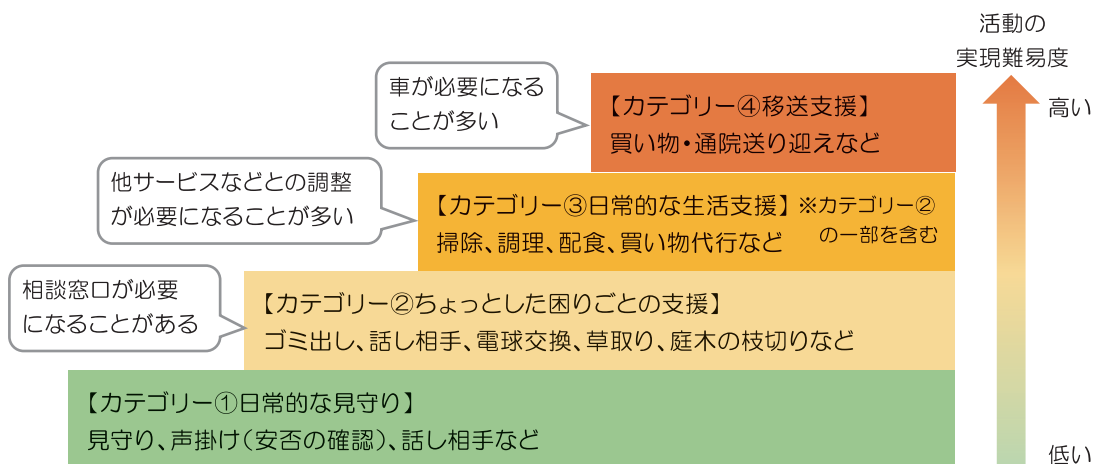 活動の
実現難易度
高い
車が必要になる
ことが多い
【カテゴリー④移送支援】
買い物・通院送り迎えなど
他サービスなどとの調整
が必要になることが多い
【カテゴリー③日常的な生活支援】※カテゴリー②
の一部を含む
掃除、調理、配食、買い物代行など
相談窓口が必要
になることがある
【カテゴリー②ちょっとした困りごとの支援】
ゴミ出し、話し相手、電球交換、草取り、庭木の枝切りなど
【カテゴリー①日常的な見守り】
見守り、声掛け(安否の確認)、話し相手など
低い